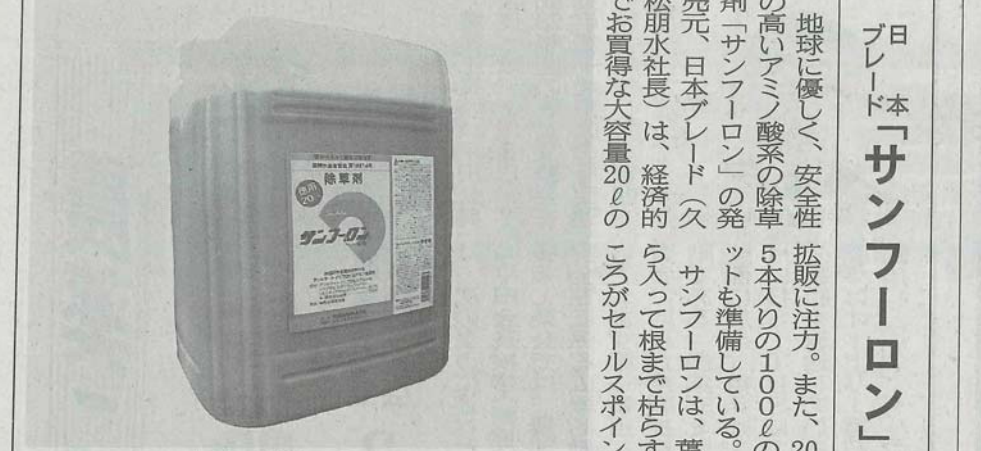 日本
ブレード
「サンフーロン」
地球に優しく、安全性
の高いアミノ酸系の除草
剤「サンフーロン」の発
売元、日本ブレード(久
松朋水社長)は、経済的
でお買得な大容量20ℓの
拡販に注力。また、20
5本入りの100ℓの
ットも準備している。
サンフーロンは、葉
ら入って根まで枯らす
ころがセールスポイン
除草剤
徳用
20
サンフーロン